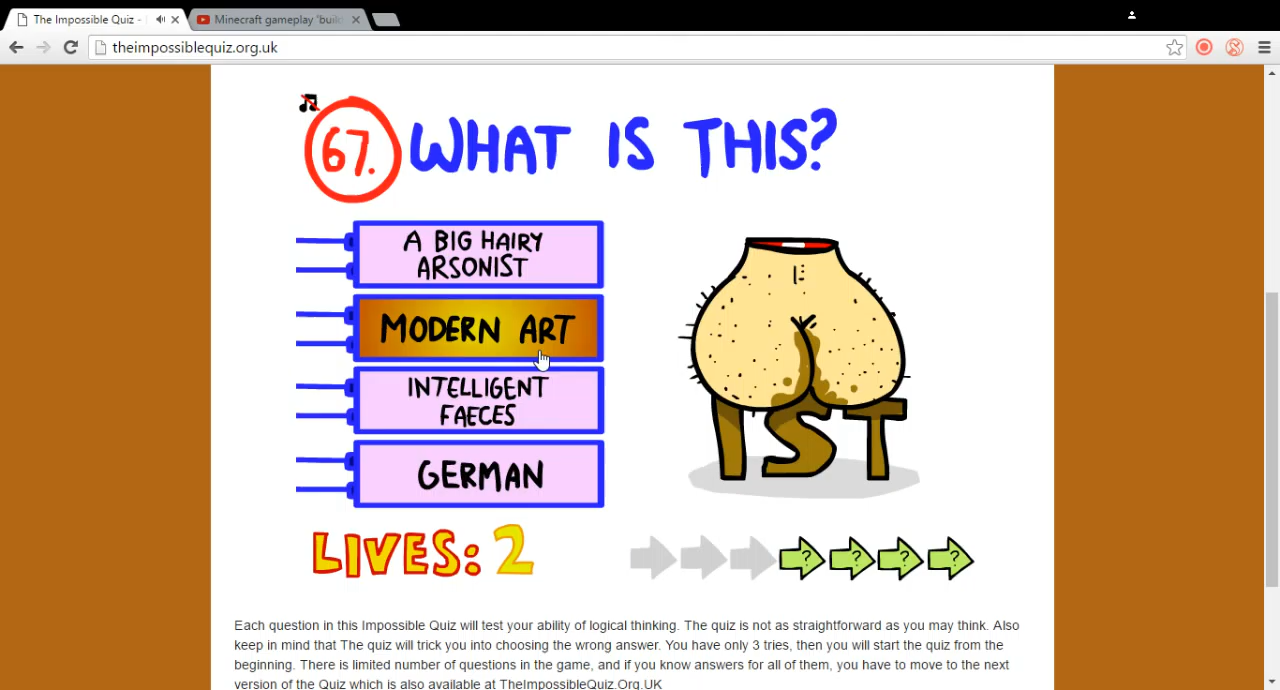 The Impossible Quiz -
Minecraft gameplay 'buil
theimpossiblequiz.org.uk
67. WHAT IS THIS?
A BIG HAIRY
ARSONIST
MODERN ART
INTELLIGENT
FAECES
GERMAN
IST
LIVES: 2
? ? ? ?
Each question in this Impossible Quiz will test your ability of logical thinking. The quiz is not as straightforward as you may think. Also
keep in mind that The quiz will trick you into choosing the wrong answer. You have only 3 tries, then you will start the quiz from the
beginning. There is limited number of questions in the game, and if you know answers for all of them, you have to move to the next
version of the Quiz which is also available at TheImpossibleQuiz.Org.UK